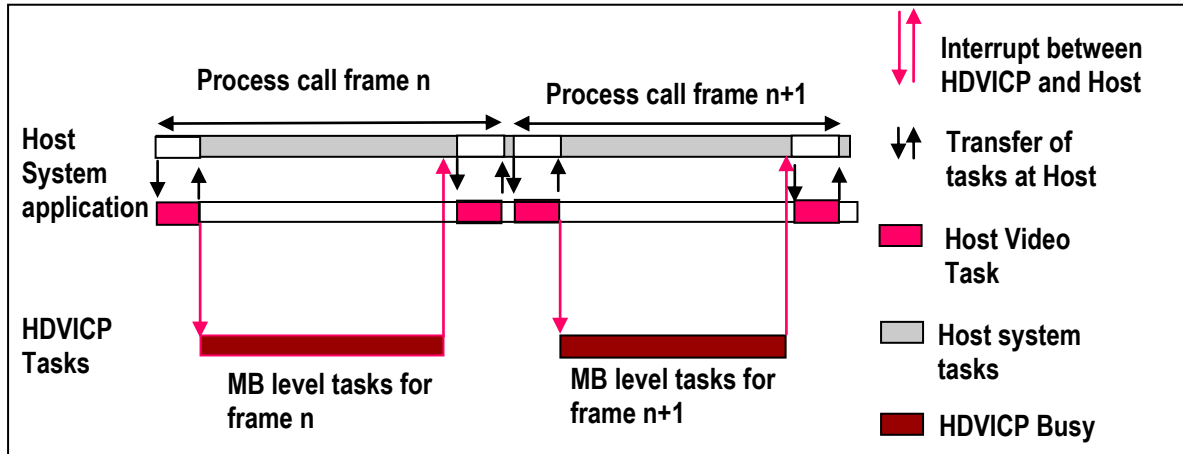 Process call frame n
Process call frame n+1
Host
System
application
HDVICP
Tasks
MB level tasks for
frame n
MB level tasks for
frame n+1
Interrupt between
HDVICP and Host
Transfer of
tasks at Host
Host Video
Task
Host system
tasks
HDVICP Busy